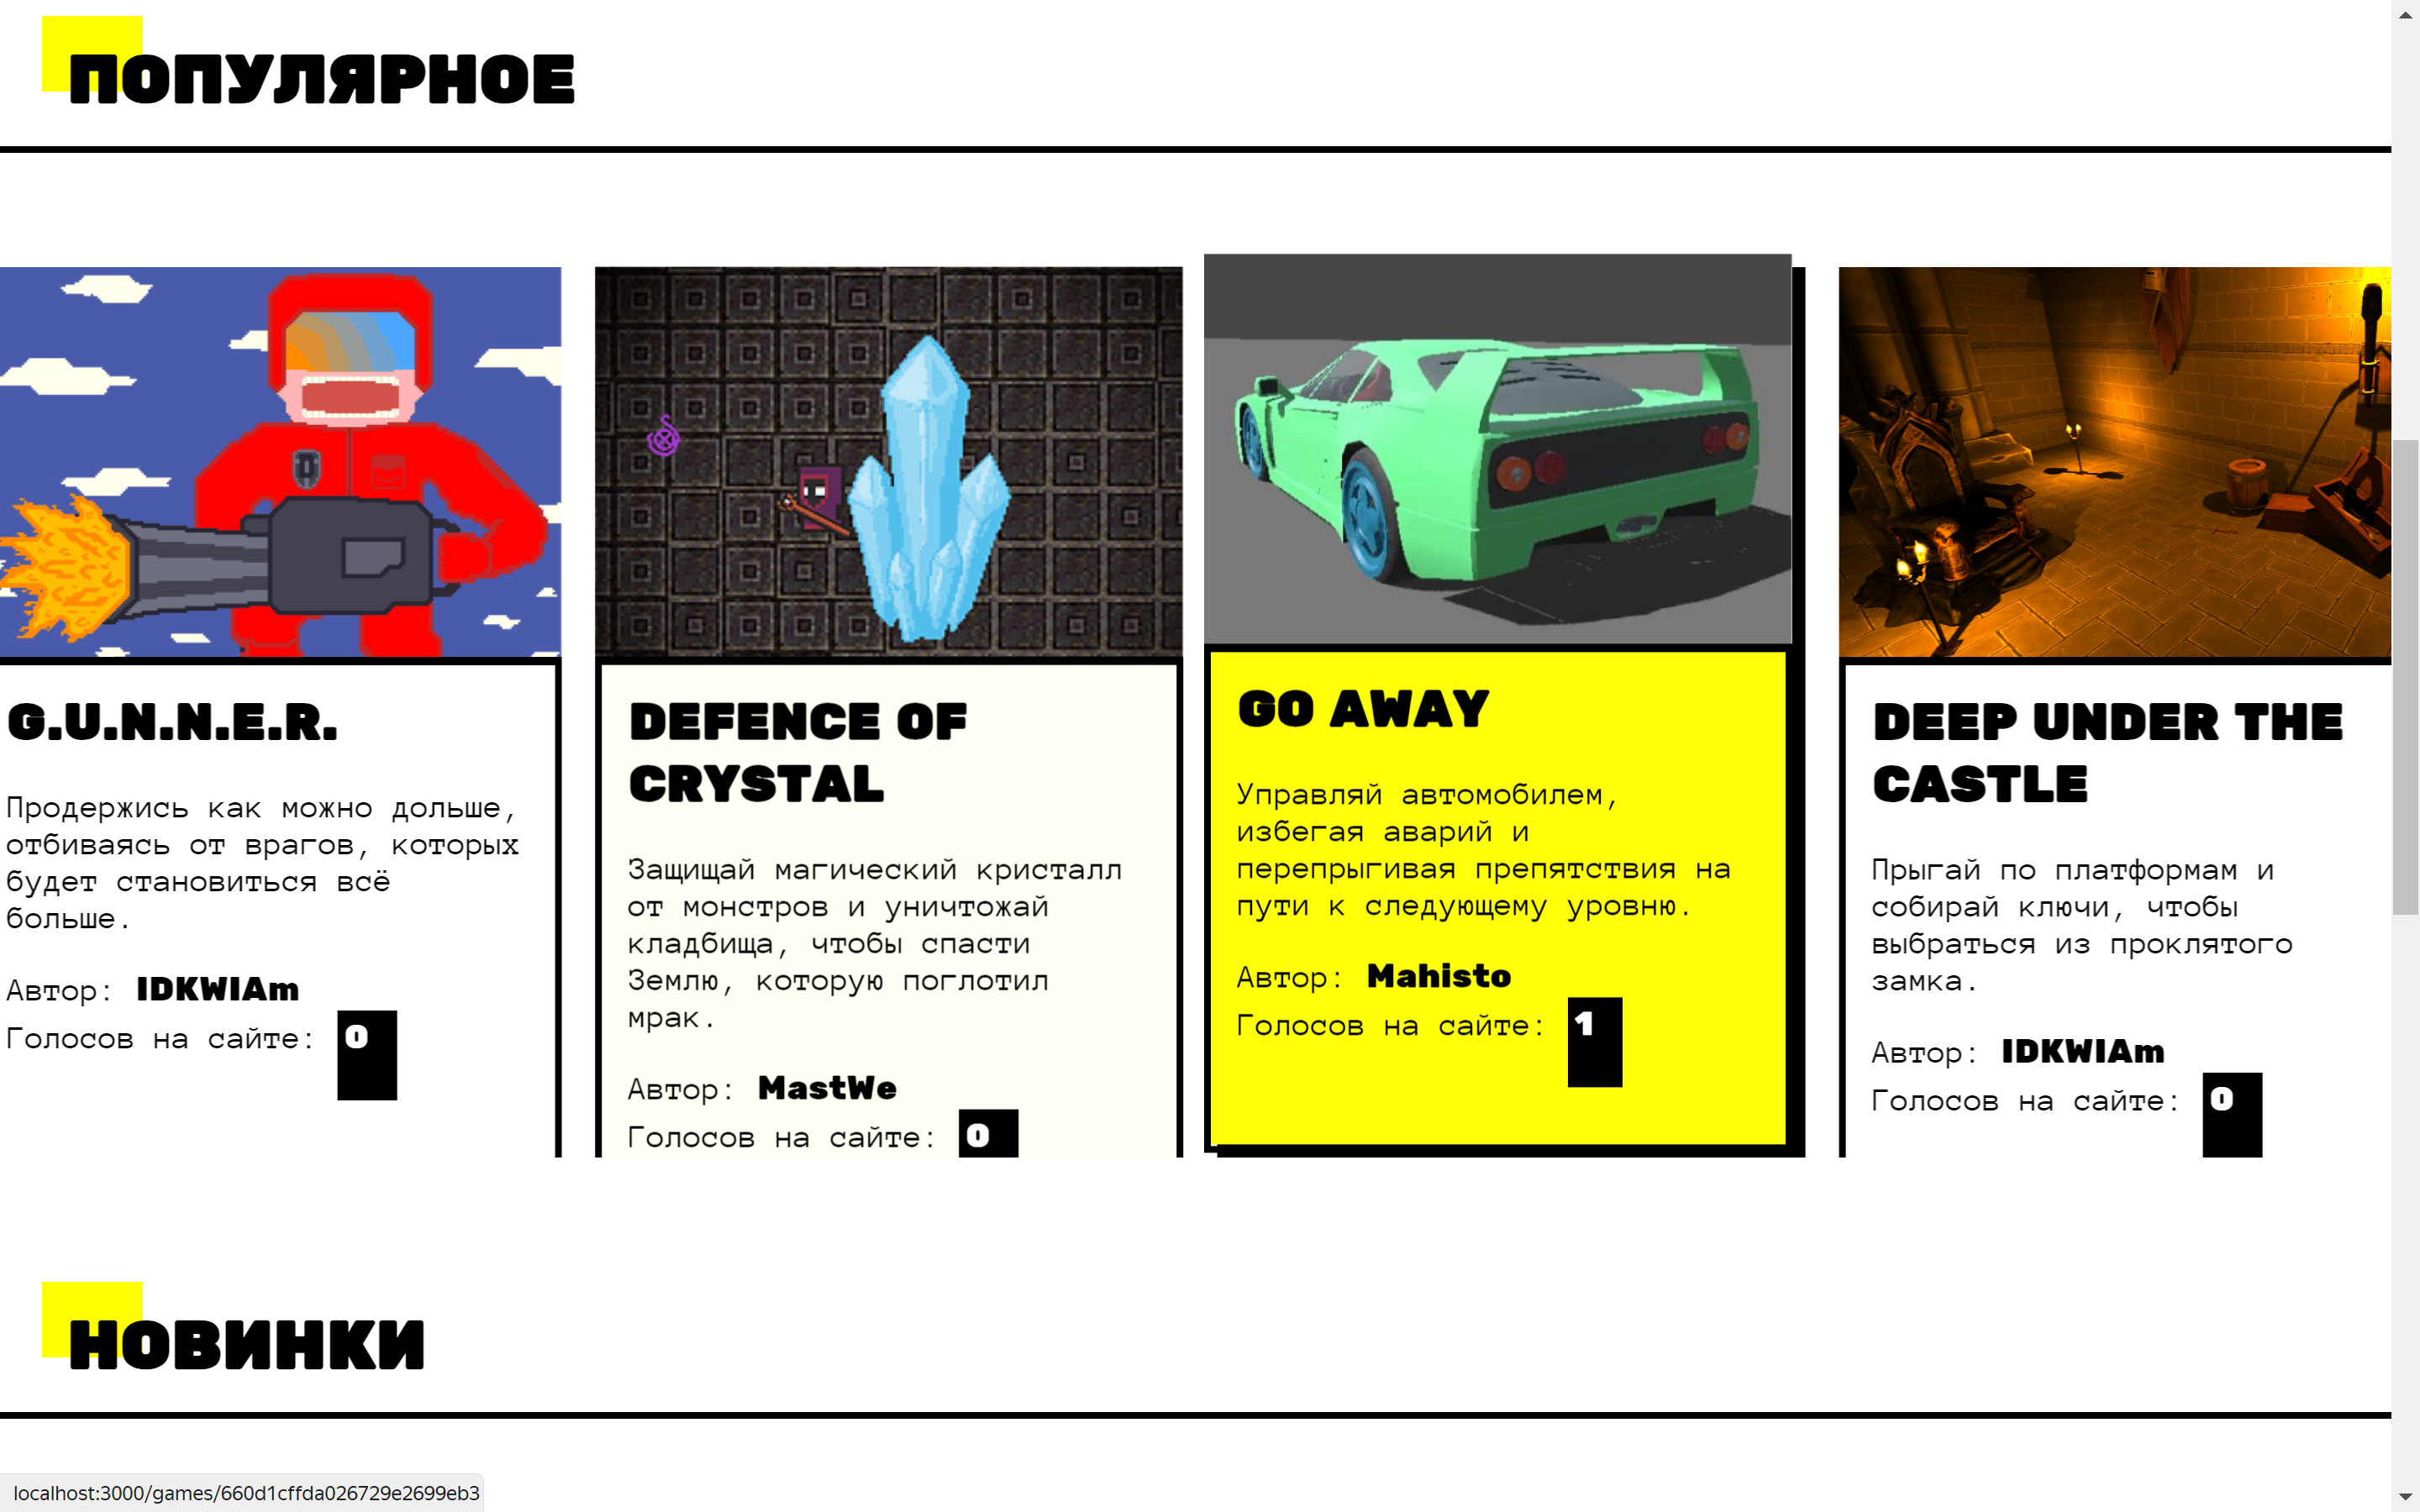 ПОПУЛЯРНОЕ
G.U.N.N.E.R.
Продержись как можно дольше,
отбиваясь от врагов, которых
будет становиться всё
больше.
Автор: IDKWIAm
Голосов на сайте: 0
DEFENCE OF
CRYSTAL
Защищай магический кристалл
от монстров и уничтожай
кладбища, чтобы спасти
Землю, которую поглотил
мрак.
Автор: MastWe
Голосов на сайте: 0
GO AWAY
Управляй автомобилем,
избегая аварий и
перепрыгивая препятствия на
пути к следующему уровню.
Автор: Mahisto
Голосов на сайте: 1
DEEP UNDER THE
CASTLE
Прыгай по платформам и
собирай ключи, чтобы
выбраться из проклятого
замка.
Автор: IDKWIAm
Голосов на сайте: 0
НОВИНКИ
localhost:3000/games/660d1cffda026729e2699eb3